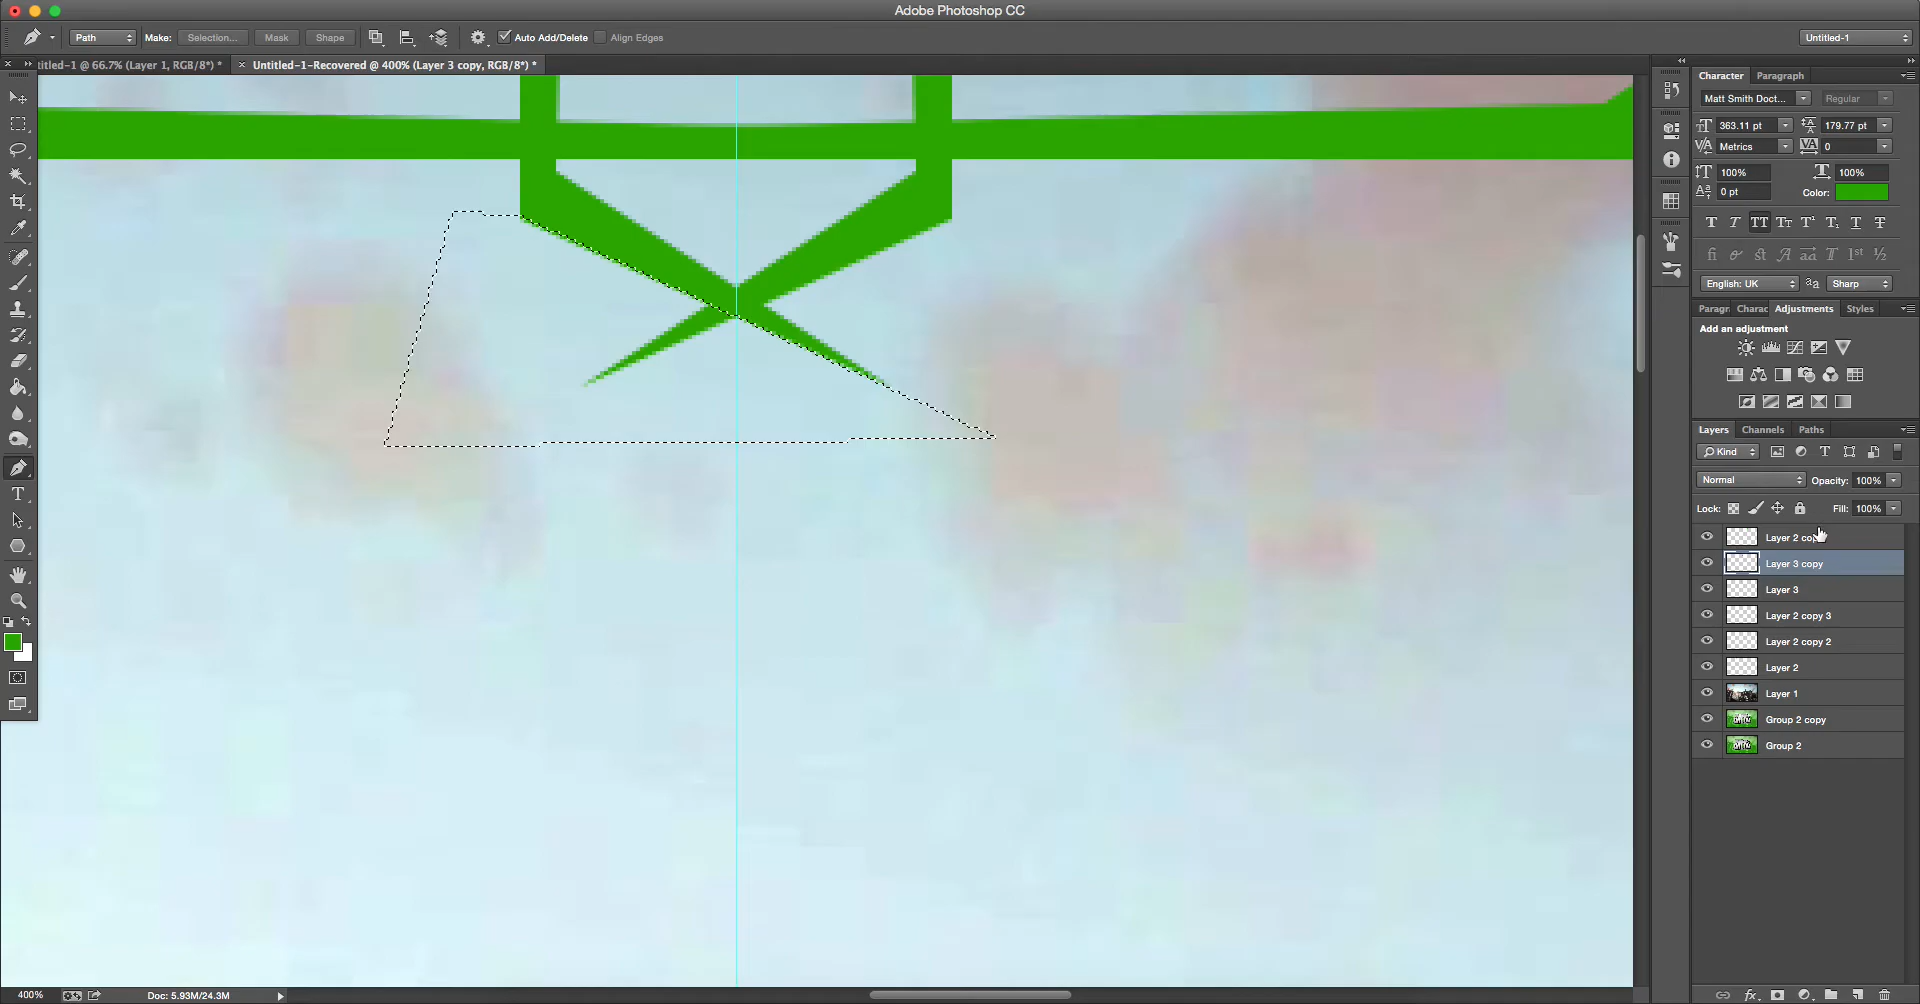 Adobe Photoshop CC
Path Make: Selection... Mask Shape Auto Add/Delete Align Edges Untitled-1
titled-1 @ 66.7% (Layer 1, RGB/8*) * × Untitled-1-Recovered @ 400% (Layer 3 copy, RGB/8*) *
Character Paragraph
Matt Smith Doct... Regular
363.11 pt 179.77 pt
Metrics 0
100% 100%
0 pt Color:
English: UK Sharp
Paragr Charac Adjustments Styles
Add an adjustment
Layers Channels Paths
Kind
Normal Opacity: 100%
Lock: Fill: 100%
Layer 2 cop
Layer 3 copy
Layer 3
Layer 2 copy 3
Layer 2 copy 2
Layer 2
Layer 1
Group 2 copy
Group 2
400% Doc: 5.93M/24.3M